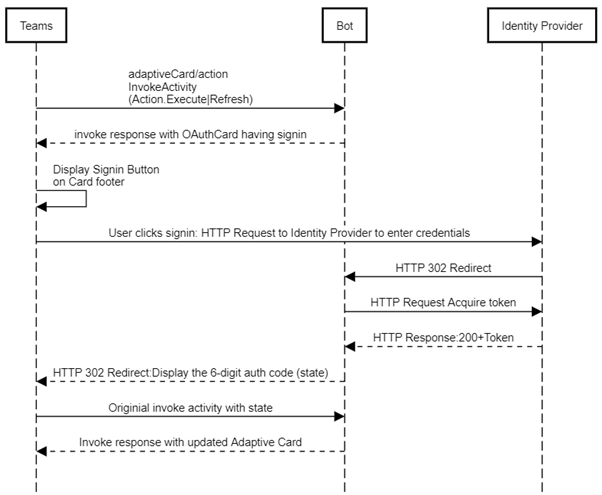 Teams
Bot
Identity Provider
adaptiveCard/action
InvokeActivity
(Action.Execute|Refresh)
invoke response with OAuthCard having signin
Display Signin Button
on Card footer
User clicks signin: HTTP Request to Identity Provider to enter credentials
HTTP 302 Redirect
HTTP Request Acquire token
HTTP Response:200+Token
HTTP 302 Redirect:Display the 6-digit auth code (state)
Originial invoke activity with state
Invoke response with updated Adaptive Card